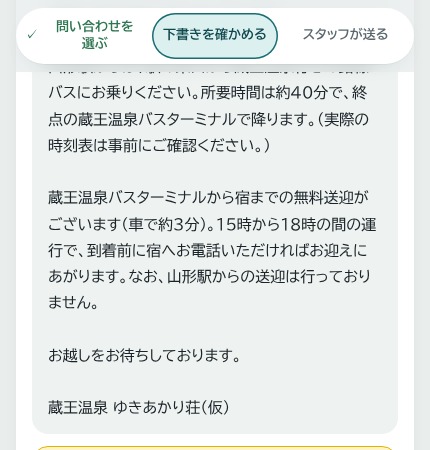 ✓ 問い合わせを
選ぶ
下書きを確かめる
スタッフが送る
バスにお乗りください。所要時間は約40分で、終
点の蔵王温泉バスターミナルで降ります。（実際の
時刻表は事前にご確認ください。）
蔵王温泉バスターミナルから宿までの無料送迎が
ございます（車で約3分）。15時から18時の間の運
行で、到着前に宿へお電話いただければお迎えに
あがります。なお、山形駅からの送迎は行っており
ません。
お越しをお待ちしております。
蔵王温泉 ゆきあかり荘（仮）